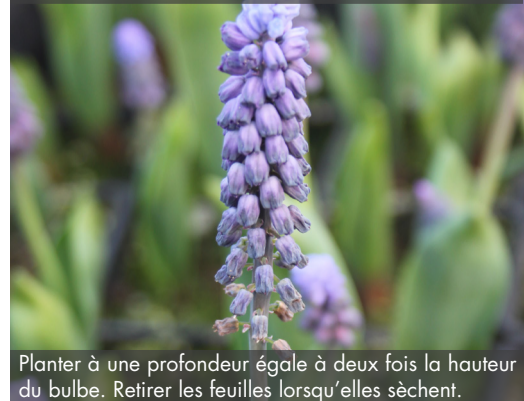 Planter à une profondeur égale à deux fois la hauteur
du bulbe. Retirer les feuilles lorsqu'elles sèchent.